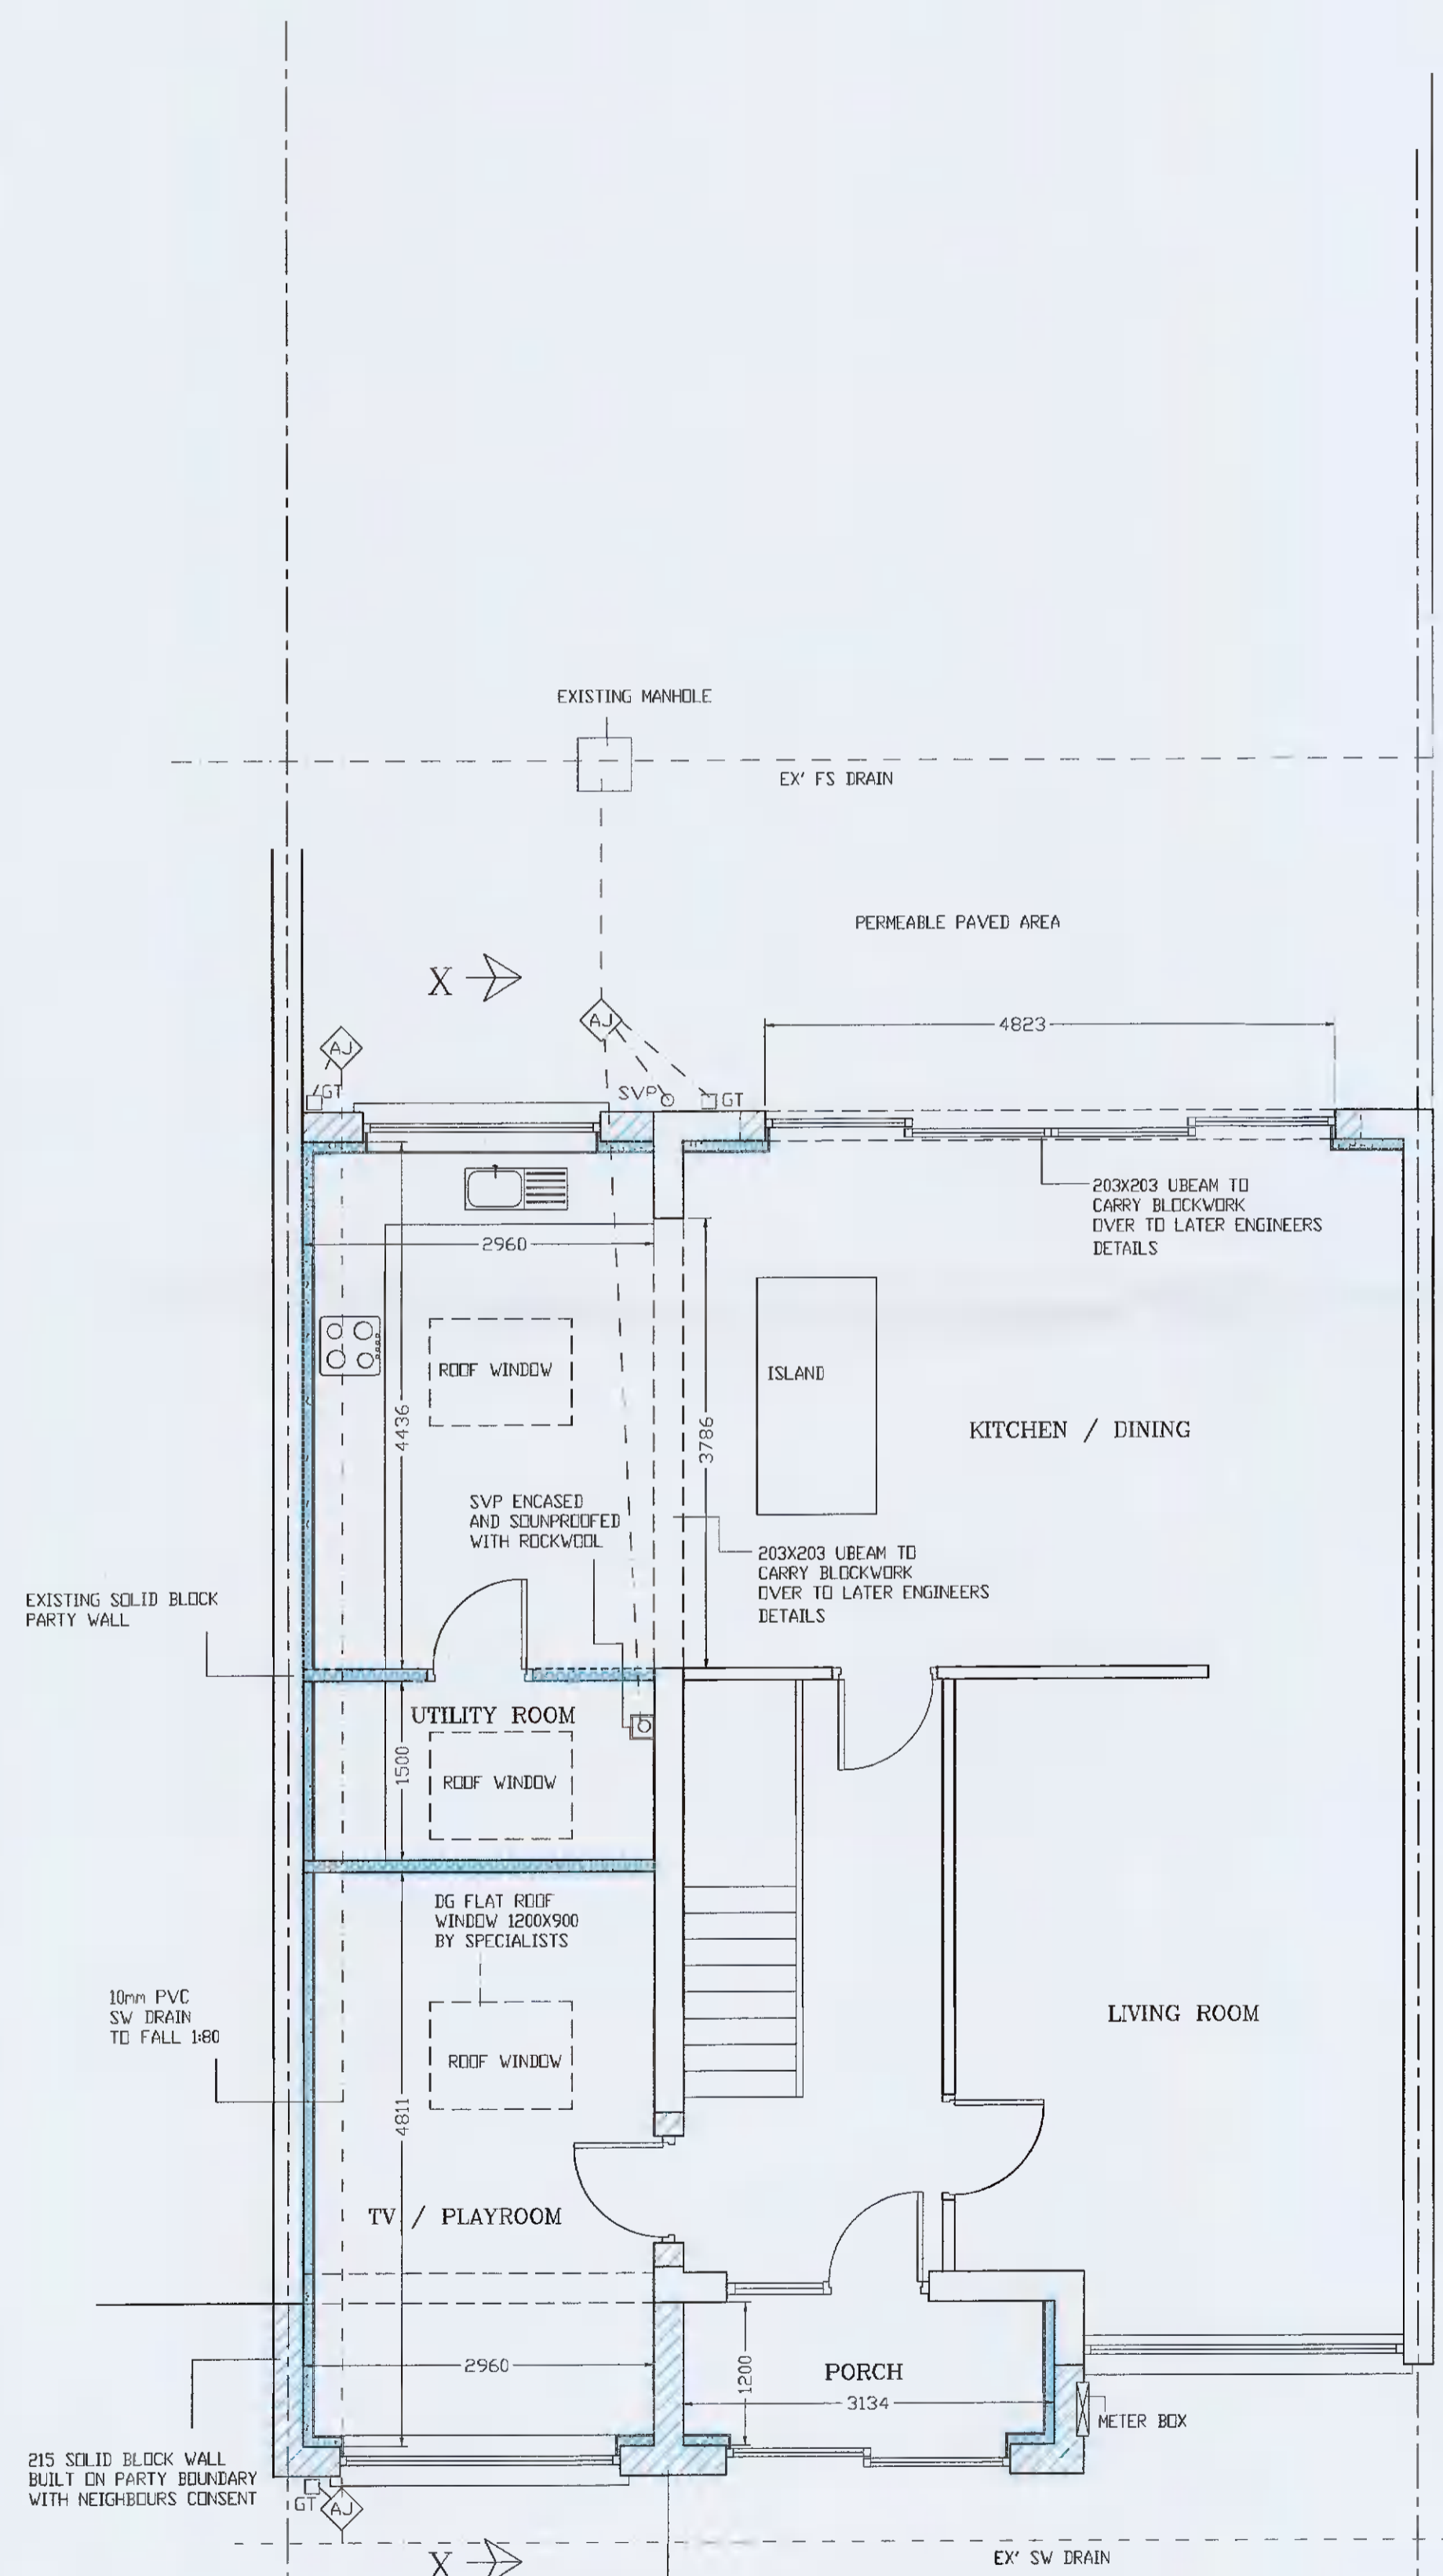 EXISTING MANHOLE
EX' FS DRAIN
PERMEABLE PAVED AREA
X
AJ
4823
AJ
GT
SVP
GT
203X203 UBEAM TO
CARRY BLOCKWORK
OVER TO LATER ENGINEERS
DETAILS
2960
ROOF WINDOW
ISLAND
4436
3786
KITCHEN / DINING
SVP ENCASED
AND SOUNPROOFED
WITH ROCKWOOL
203X203 UBEAM TO
CARRY BLOCKWORK
OVER TO LATER ENGINEERS
DETAILS
EXISTING SOLID BLOCK
PARTY WALL
UTILITY ROOM
1500
ROOF WINDOW
DG FLAT ROOF
WINDOW 1200X900
BY SPECIALISTS
10mm PVC
SW DRAIN
TO FALL 1:80
ROOF WINDOW
LIVING ROOM
4811
TV / PLAYROOM
2960
1200
PORCH
3134
METER BOX
215 SOLID BLOCK WALL
BUILT ON PARTY BOUNDARY
WITH NEIGHBOURS CONSENT
GT
AJ
X
EX' SW DRAIN